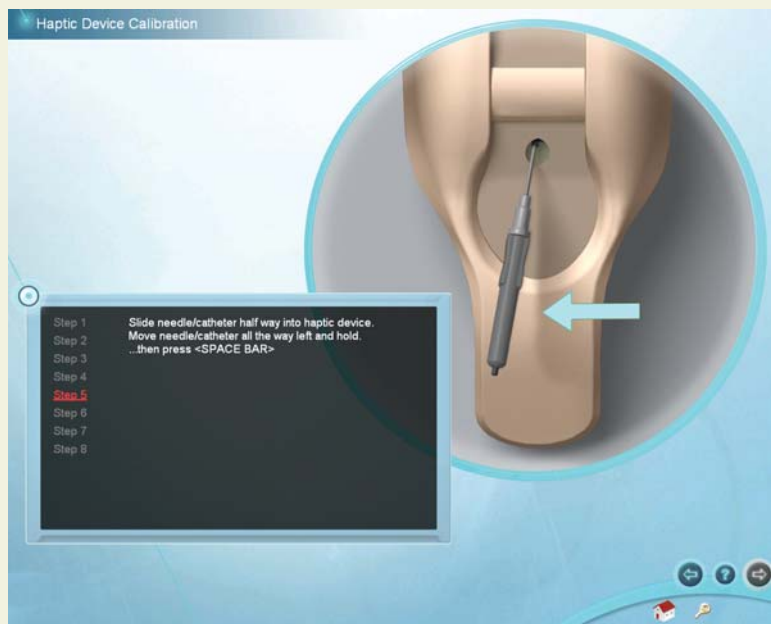 Haptic Device Calibration
Step 1
Step 2
Step 3
Step 4
Step 5
Step 6
Step 7
Step 8
Slide needle/catheter half way into haptic device.
Move needle/catheter all the way left and hold.
...then press <SPACE BAR>
?